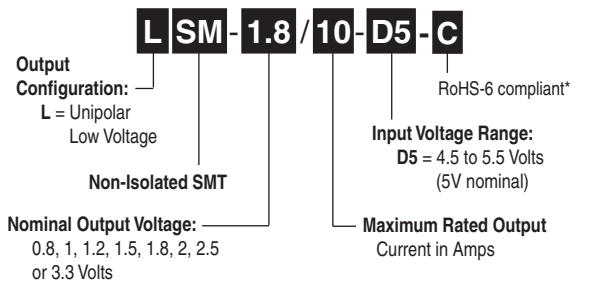 LSM-1.8/10-D5-C
Output
Configuration:
L = Unipolar
Low Voltage
RoHS-6 compliant*
Input Voltage Range:
D5 = 4.5 to 5.5 Volts
(5V nominal)
Non-Isolated SMT
Nominal Output Voltage:
0.8, 1, 1.2, 1.5, 1.8, 2, 2.5
or 3.3 Volts
Maximum Rated Output
Current in Amps